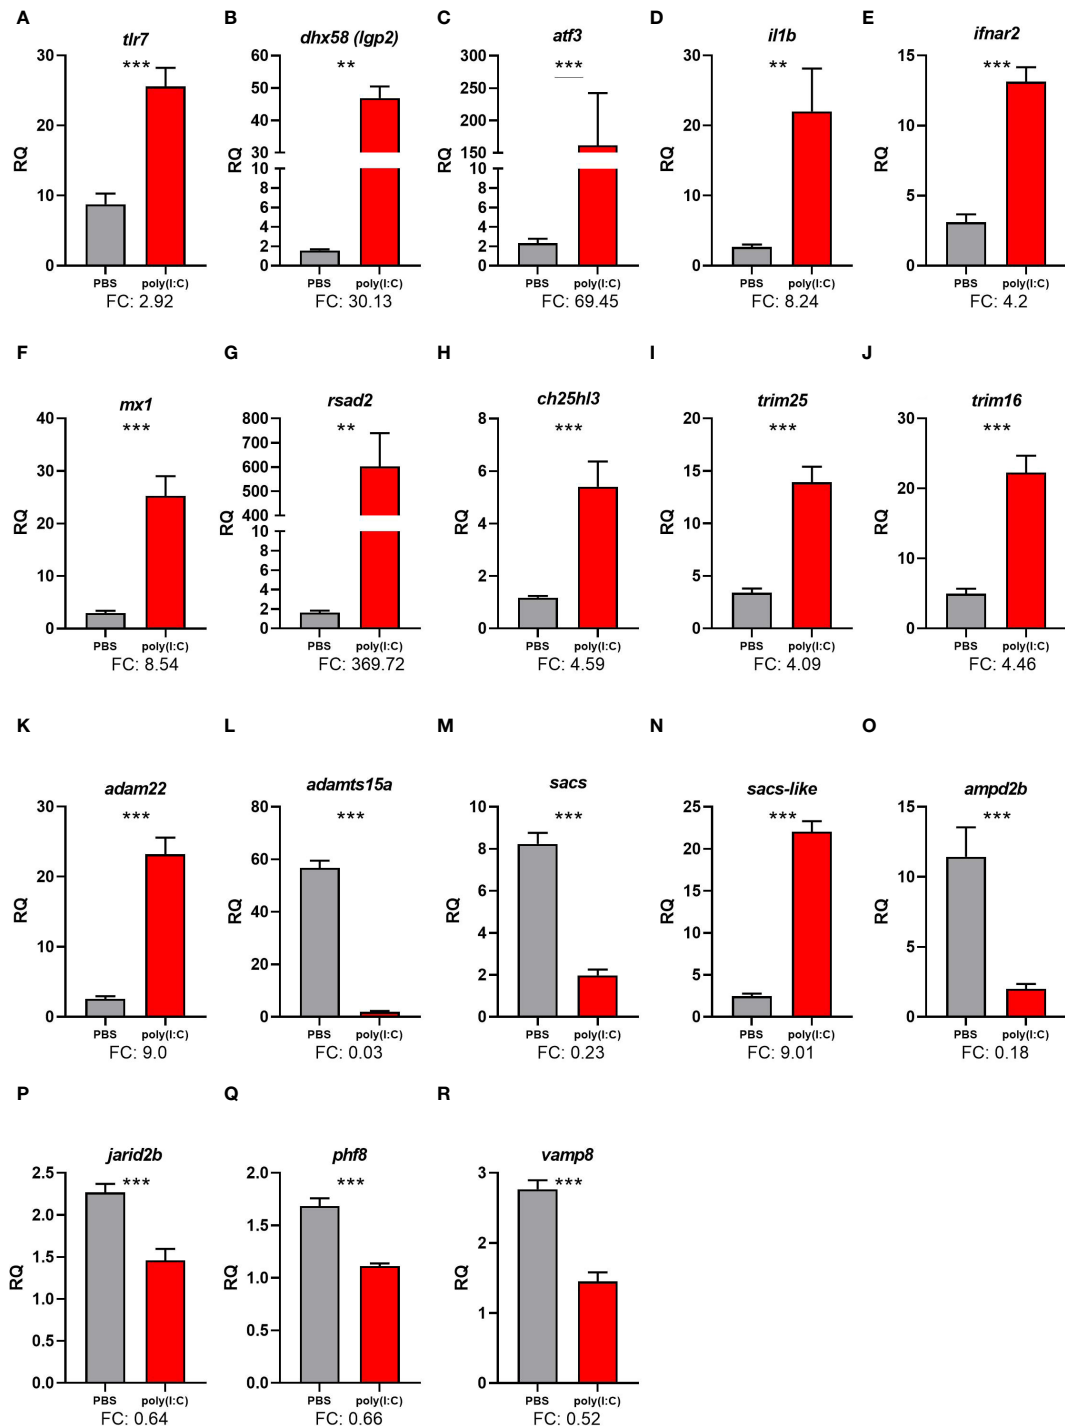 A B C D E
tlr7 dhx58 (lgp2) atf3 il1b ifnar2
*** ** *** ** ***
RQ 30 20 10 0
RQ 60 50 40 30 10 8 6 4 2 0
RQ 300 250 200 150 10 8 6 4 2 0
RQ 30 20 10 0
RQ 15 10 5 0
PBS poly(I:C) PBS poly(I:C) PBS poly(I:C) PBS poly(I:C) PBS poly(I:C)
FC: 2.92 FC: 30.13 FC: 69.45 FC: 8.24 FC: 4.2
F G H I J
mx1 rsad2 ch25hl3 trim25 trim16
*** ** *** *** ***
RQ 40 30 20 10 0
RQ 800 700 600 500 400 10 8 6 4 2 0
RQ 8 6 4 2 0
RQ 20 15 10 5 0
RQ 30 20 10 0
PBS poly(I:C) PBS poly(I:C) PBS poly(I:C) PBS poly(I:C) PBS poly(I:C)
FC: 8.54 FC: 369.72 FC: 4.59 FC: 4.09 FC: 4.46
K L M N O
adam22 adamts15a sacs sacs-like ampd2b
*** *** *** *** ***
RQ 30 20 10 0
RQ 80 60 40 20 0
RQ 10 8 6 4 2 0
RQ 25 20 15 10 5 0
RQ 15 10 5 0
PBS poly(I:C) PBS poly(I:C) PBS poly(I:C) PBS poly(I:C) PBS poly(I:C)
FC: 9.0 FC: 0.03 FC: 0.23 FC: 9.01 FC: 0.18
P Q R
jarid2b phf8 vamp8
*** *** ***
RQ 2.5 2.0 1.5 1.0 0.5 0.0
RQ 2.0 1.5 1.0 0.5 0.0
RQ 3 2 1 0
PBS poly(I:C) PBS poly(I:C) PBS poly(I:C)
FC: 0.64 FC: 0.66 FC: 0.52